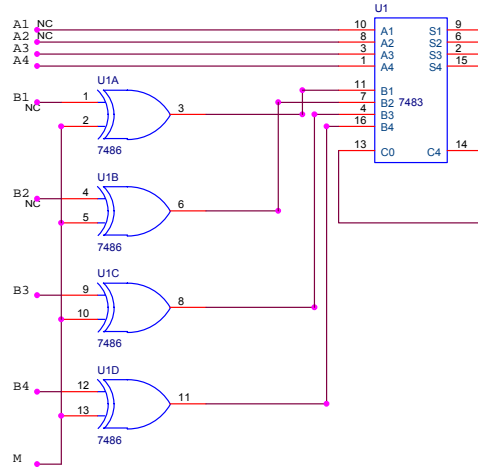 U1
A1 NC 10 A1 S1 9
A2 NC 8 A2 S2 6
A3 3 A3 S3 2
A4 1 A4 S4 15
U1A
B1 NC 1 3 11 B1
7 B2 7483
2 4 B3
7486 16 B4
13 C0 C4 14
U1B
B2 NC 4 6
5
7486
U1C
B3 9 8
10
7486
U1D
B4 12 11
13
7486
M